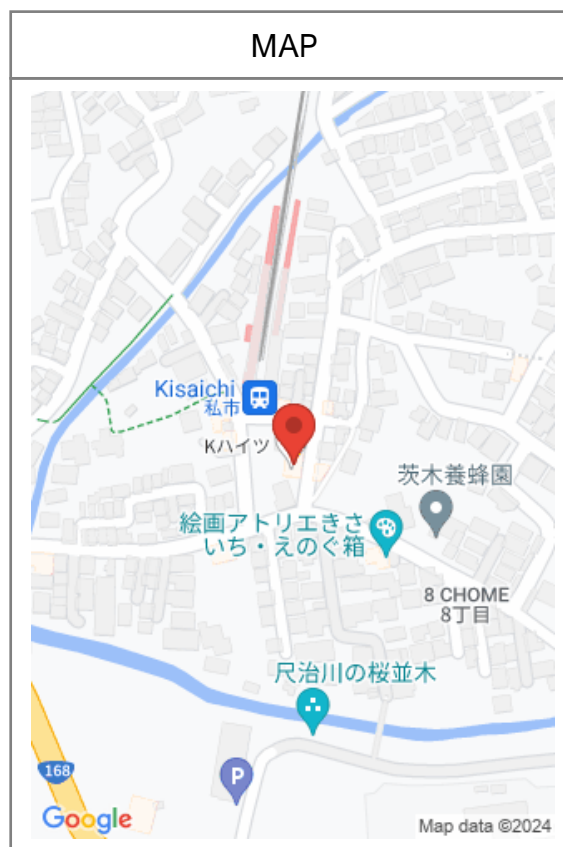 MAP
Kisaichi
私市
Kハイツ
茨木養蜂園
絵画アトリエきさ
いち・えのぐ箱
8 CHOME
8丁目
尺治川の桜並木
168
P
Google
Map data ©2024